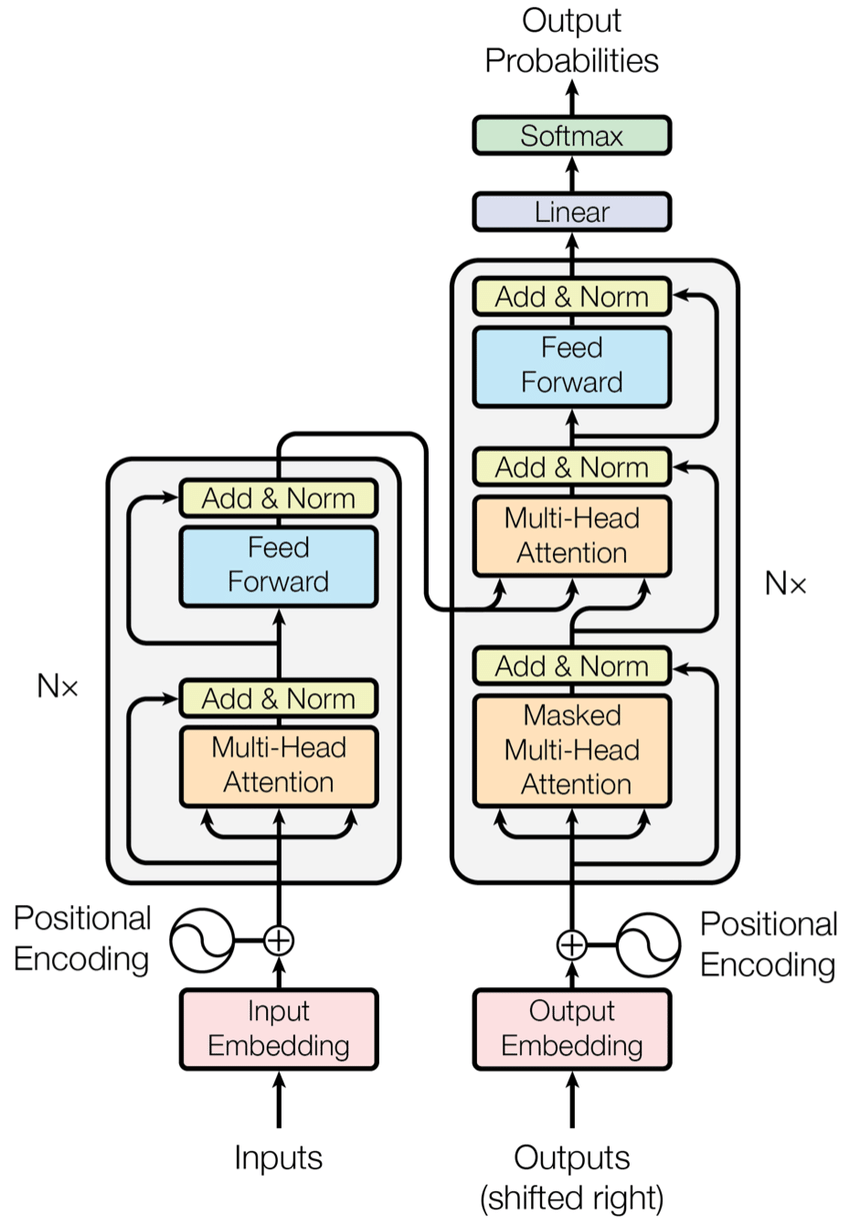 Output
Probabilities
Softmax
Linear
Add & Norm
Feed
Forward
Add & Norm
Multi-Head
Attention
Nx
Add & Norm
Masked
Multi-Head
Attention
Add & Norm
Feed
Forward
Nx
Add & Norm
Multi-Head
Attention
Positional
Encoding
Positional
Encoding
Input
Embedding
Output
Embedding
Inputs
Outputs
(shifted right)